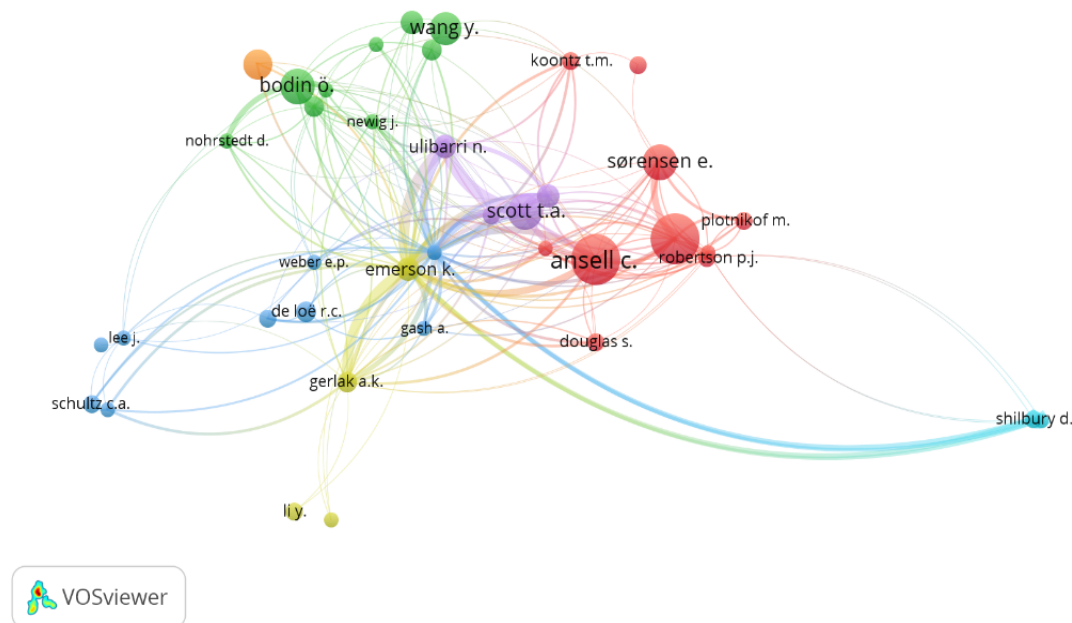 wang y.
koontz t.m.
bodin ö.
newig j.
nohrstedt d.
ulibarri n.
sørensen e.
scott t.a.
plotnikof m.
ansell c.
robertson p.j.
weber e.p.
emerson k.
de loë r.c.
gash a.
lee j.
douglas s.
gerlak a.k.
schultz c.a.
shilbury d.
li y.
VOSviewer